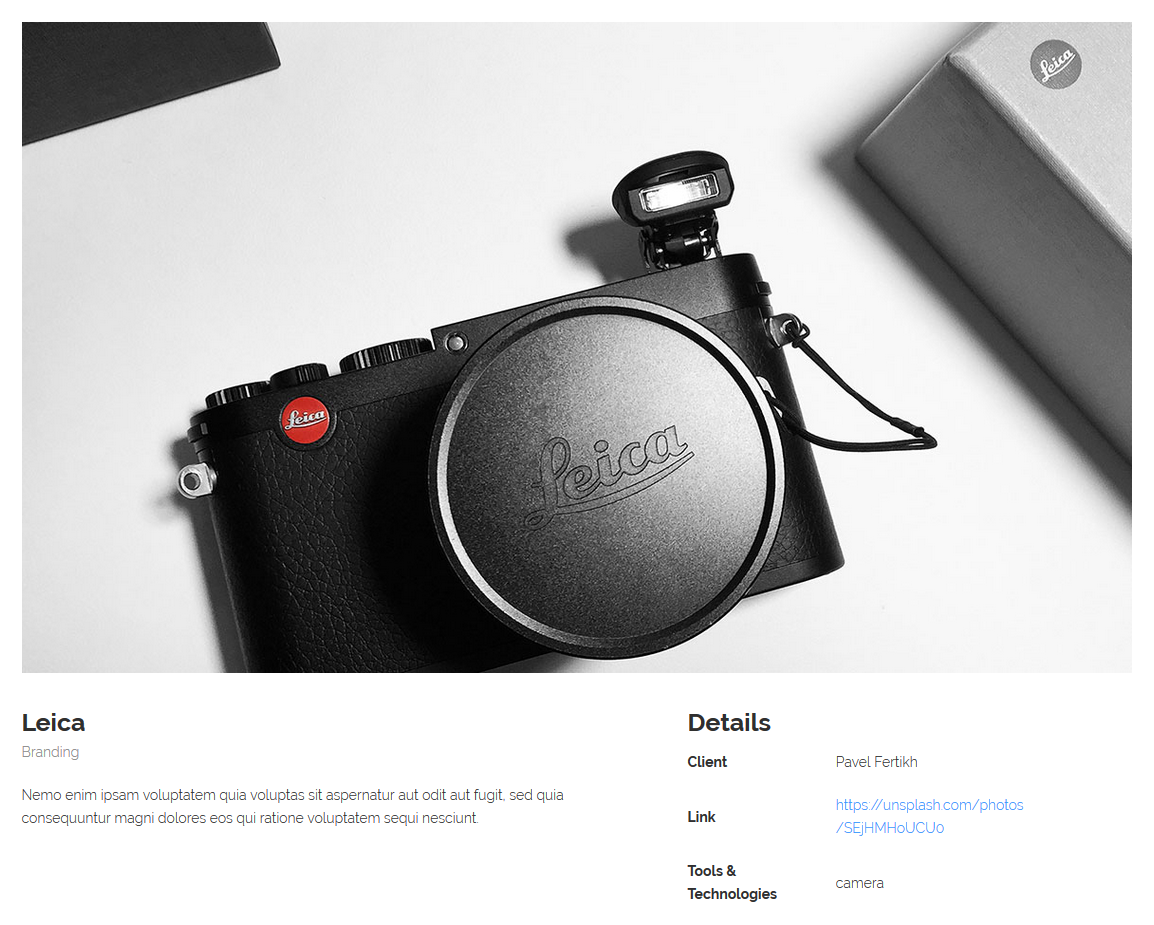 Leica
Leica
Leica
Leica
Branding
Nemo enim ipsam voluptatem quia voluptas sit aspernatur aut odit aut fugit, sed quia
consequuntur magni dolores eos qui ratione voluptatem sequi nesciunt.
Details
Client
Pavel Fertikh
Link
https://unsplash.com/photos
/SEjHMHoUCU0
Tools &
Technologies
camera